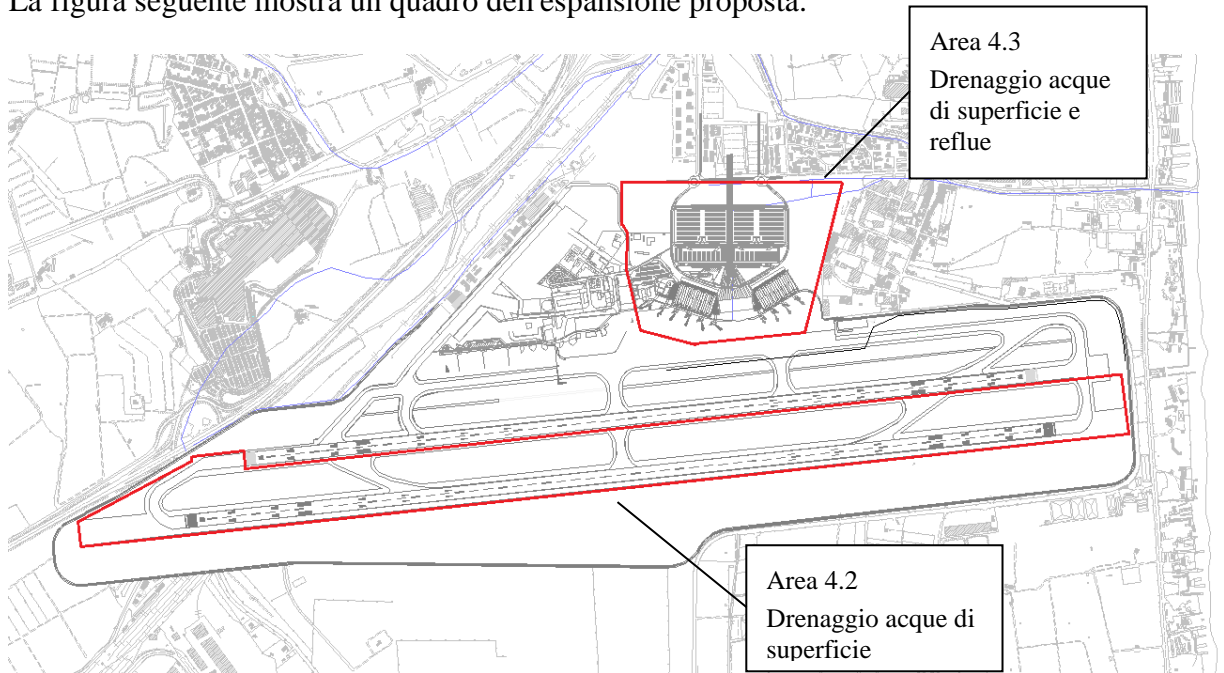 La figura seguente mostra un quadro dell'espansione proposta.
Area 4.3
Drenaggio acque
di superficie e
reflue
Area 4.2
Drenaggio acque di
superficie